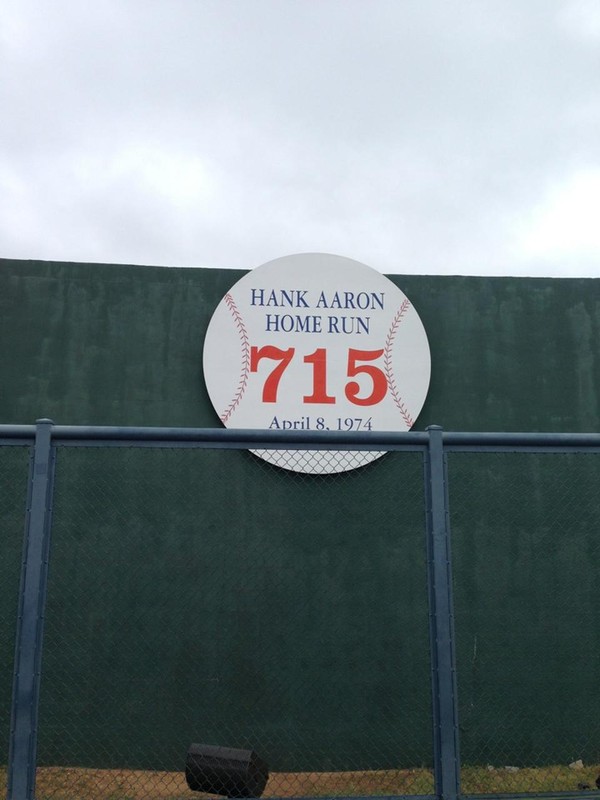 HANK AARON
HOME RUN
715
April 8, 1974